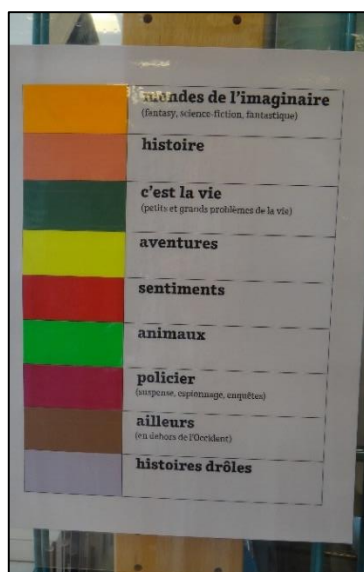 mondes de l'imaginaire
(fantasy, science-fiction, fantastique)
histoire
c'est la vie
(petits et grands problèmes de la vie)
aventures
sentiments
animaux
policier
(suspense, espionnage, enquêtes)
ailleurs
(en dehors de l'Occident)
histoires drôles